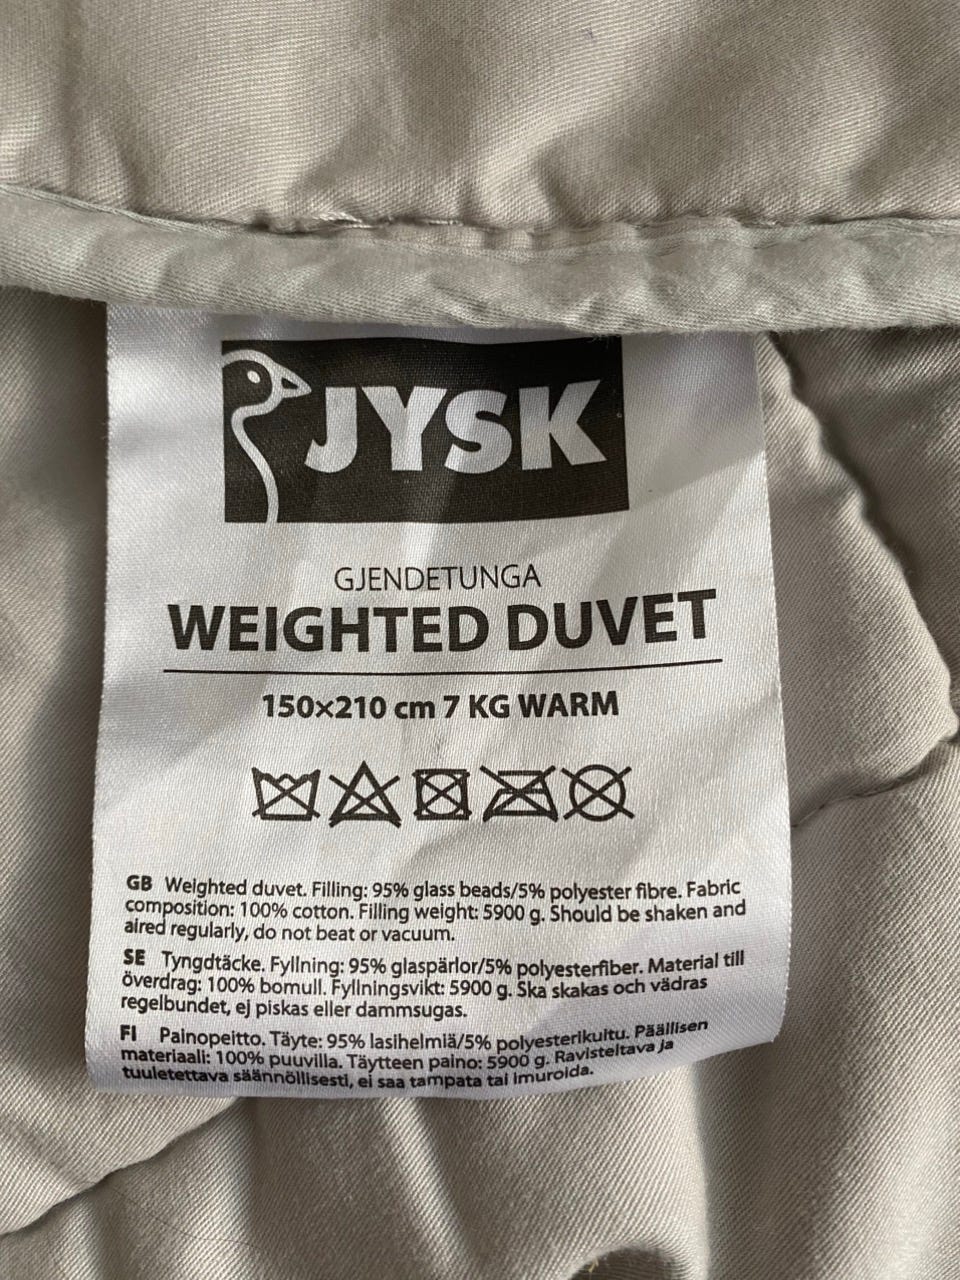 JYSK
GJENDETUNGA
WEIGHTED DUVET
150×210 cm 7 KG WARM
GB Weighted duvet. Filling: 95% glass beads/5% polyester fibre. Fabric
composition: 100% cotton. Filling weight: 5900 g. Should be shaken and
aired regularly, do not beat or vacuum.
SE Tyngdtäcke. Fyllning: 95% glaspärlor/5% polyesterfiber. Material till
överdrag: 100% bomull. Fyllningsvikt: 5900 g. Ska skakas och vädras
regelbundet, ej piskas eller dammsugas.
FI Painopeitto. Täyte: 95% lasihelmiä/5% polyesterikuitu. Päällisen
materiaali: 100% puuvilla. Täytteen paino: 5900 g. Ravisteltava ja
tuuletettava säännöllisesti, ei saa tampata tai imuroida.